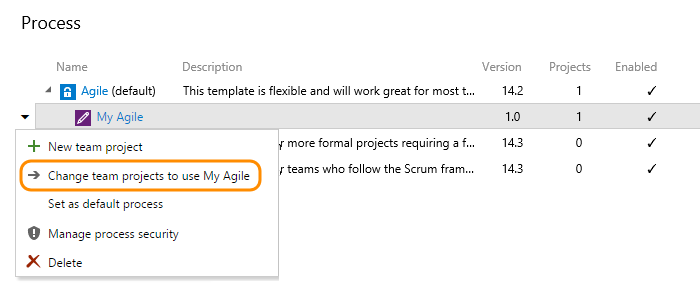 Process
Name Description Version Projects Enabled
Agile (default) This template is flexible and will work great for most t... 14.2 1 ✓
My Agile 1.0 1 ✓
more formal projects requiring a f... 14.3 0 ✓
teams who follow the Scrum fram... 14.3 0 ✓
New team project
Change team projects to use My Agile
Set as default process
Manage process security
Delete